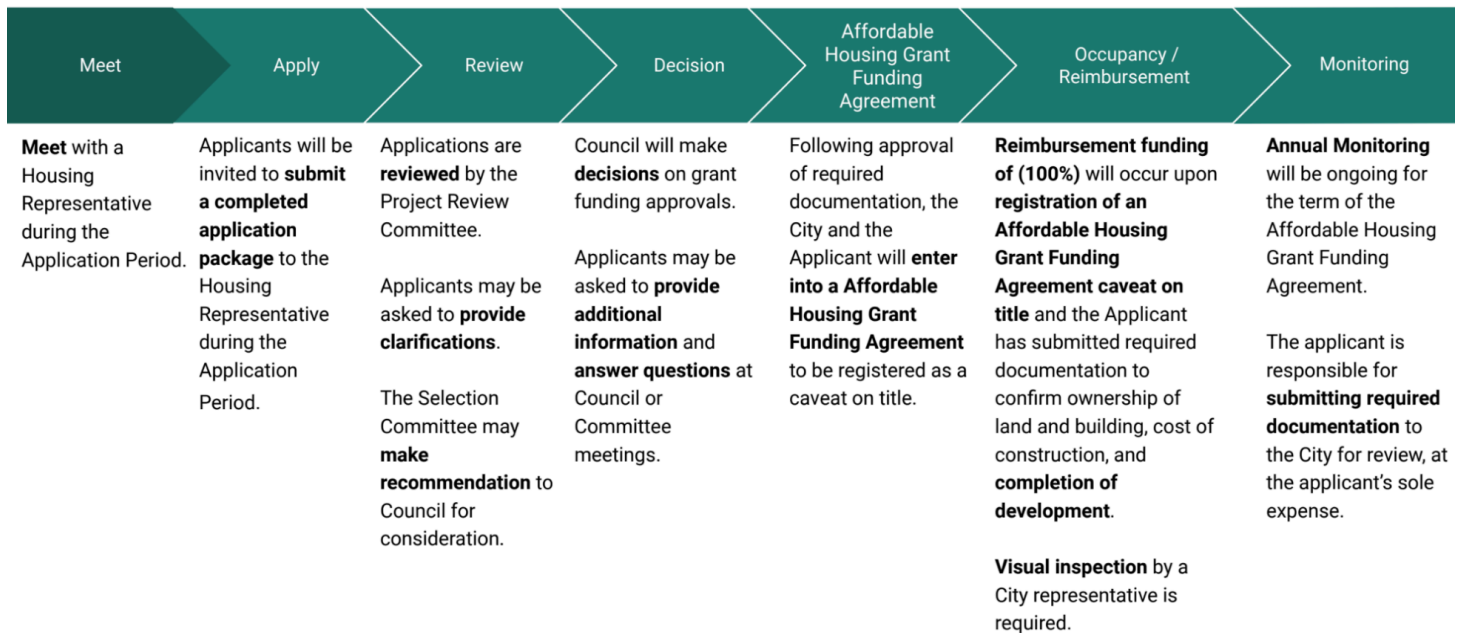 Meet
Apply
Review
Decision
Affordable
Housing Grant
Funding
Agreement
Occupancy /
Reimbursement
Monitoring
Meet with a
Housing
Representative
during the
Application Period.
Applicants will be
invited to submit
a completed
application
package to the
Housing
Representative
during the
Application
Period.
Applications are
reviewed by the
Project Review
Committee.
Applicants may be
asked to provide
clarifications.
The Selection
Committee may
make
recommendation to
Council for
consideration.
Council will make
decisions on grant
funding approvals.
Applicants may be
asked to provide
additional
information and
answer questions at
Council or
Committee
meetings.
Following approval
of required
documentation, the
City and the
Applicant will enter
into a Affordable
Housing Grant
Funding Agreement
to be registered as a
caveat on title.
Reimbursement funding
of (100%) will occur upon
registration of an
Affordable Housing
Grant Funding
Agreement caveat on
title and the Applicant
has submitted required
documentation to
confirm ownership of
land and building, cost of
construction, and
completion of
development.
Visual inspection by a
City representative is
required.
Annual Monitoring
will be ongoing for
the term of the
Affordable Housing
Grant Funding
Agreement.
The applicant is
responsible for
submitting required
documentation to
the City for review, at
the applicant's sole
expense.